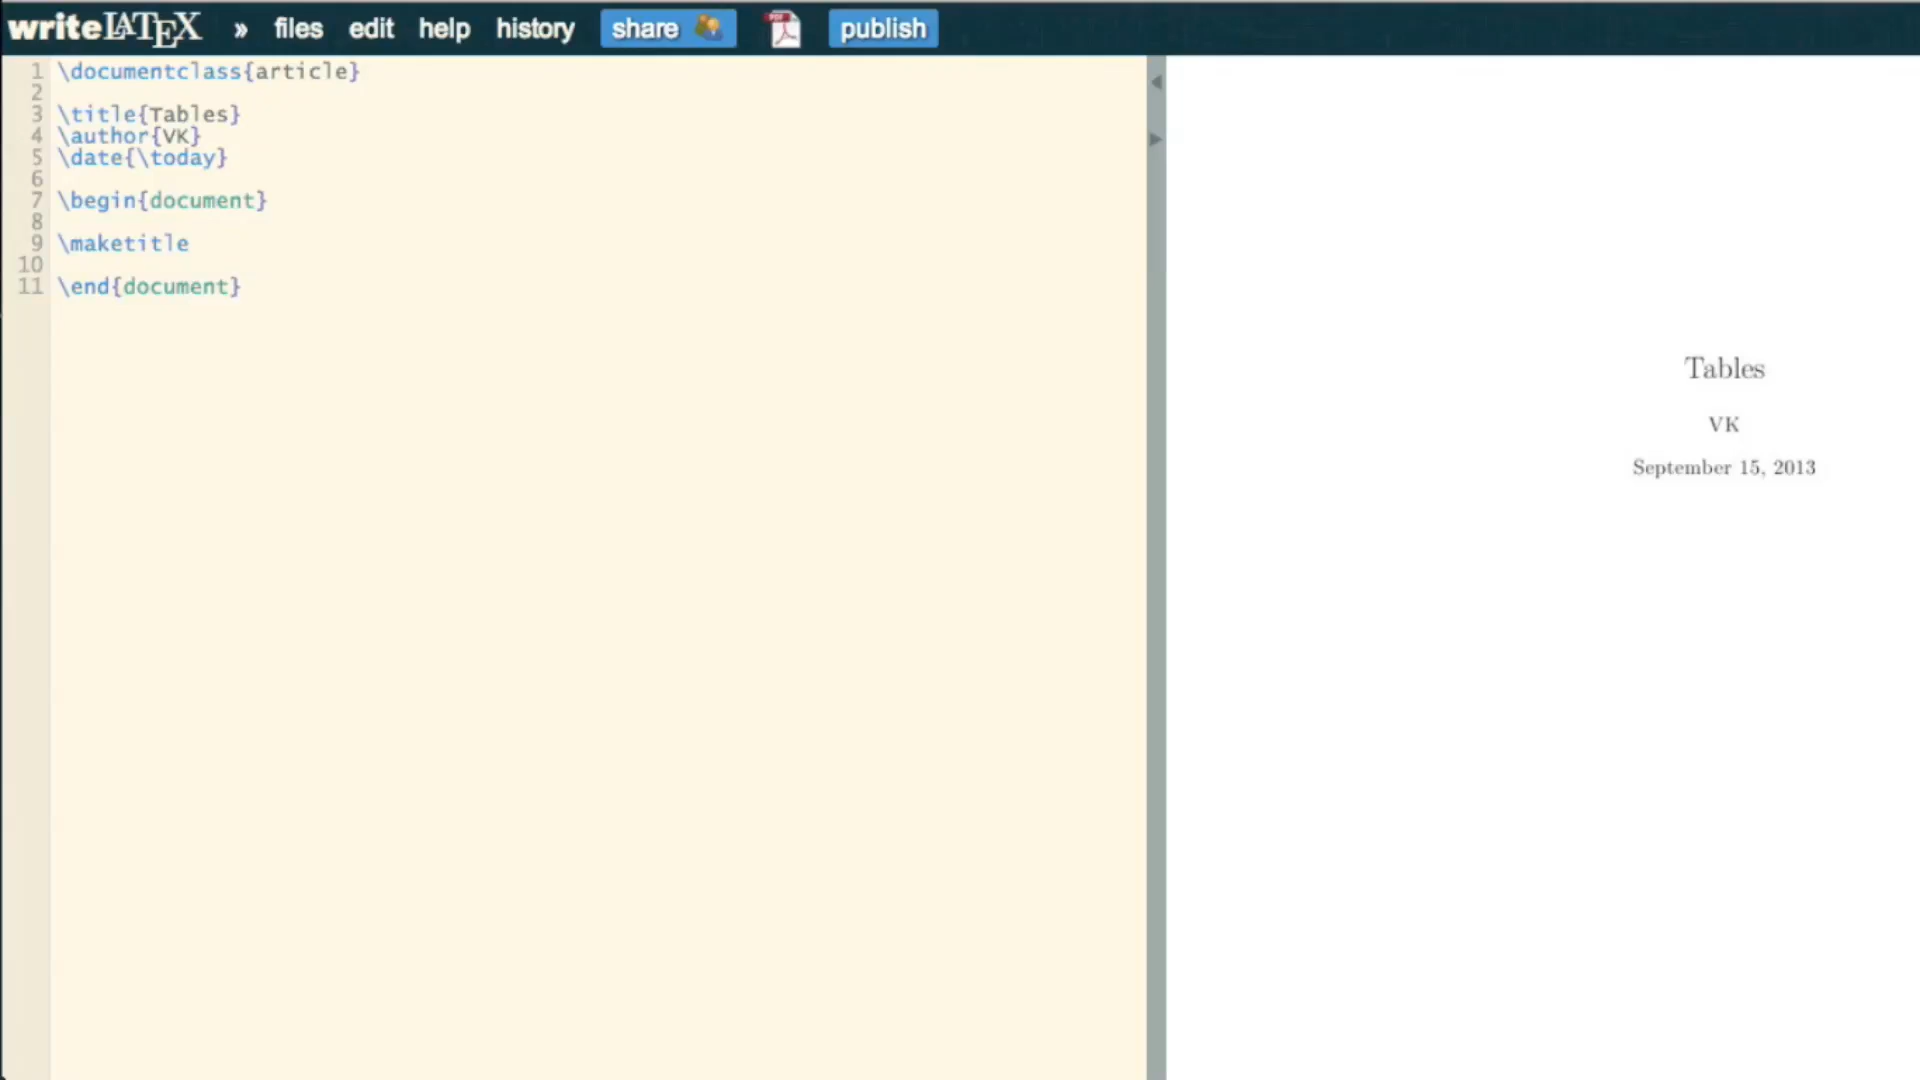 writeLATEX » files edit help history share publish
1 \documentclass{article}
2
3 \title{Tables}
4 \author{VK}
5 \date{\today}
6
7 \begin{document}
8
9 \maketitle
10
11 \end{document}
Tables
VK
September 15, 2013